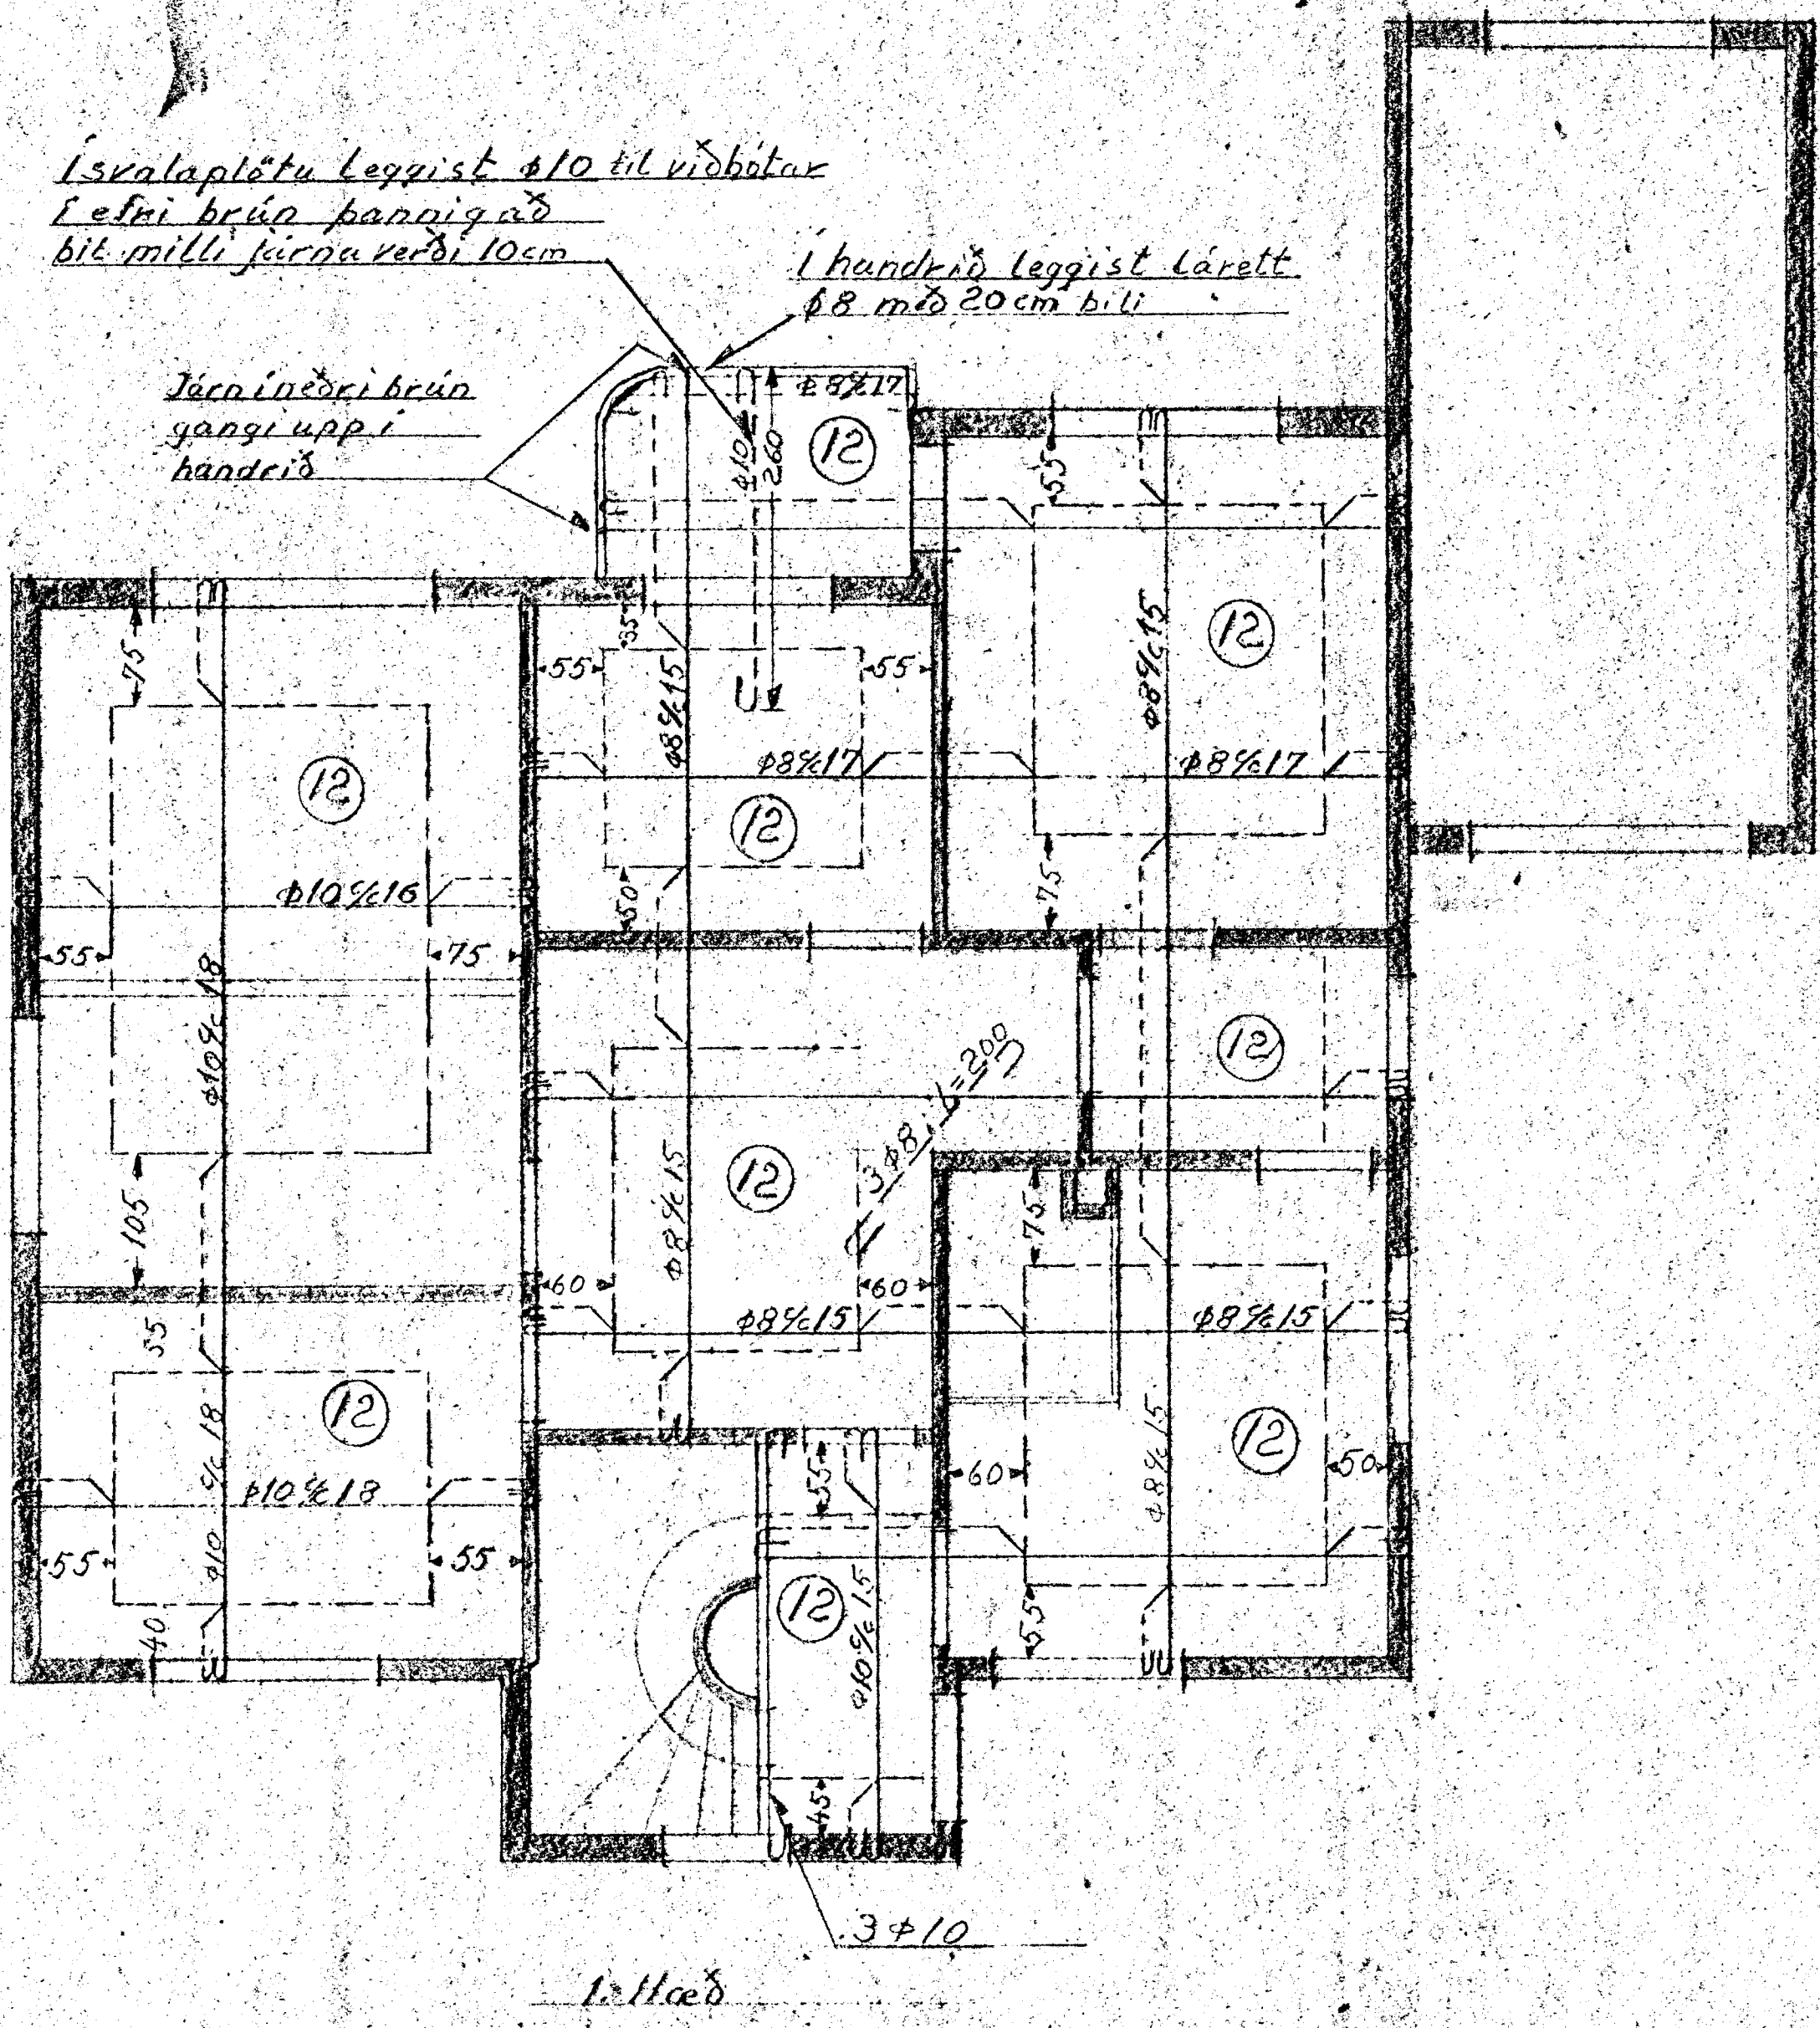 Í svalaplötu leggist ϕ10 til viðbótar
í efri brún þannig að
bil milli járna verði 10cm
Í handrið leggist lárétt
ϕ8 með 20cm bili
Járn í neðri brún
gangi upp í
handrið
ϕ8 c/c 17
12
ϕ10
260
55
12
ϕ8 c/c 15
ϕ8 c/c 17
75
75
12
ϕ10 c/c 16
55
75
ϕ10 c/c 18
105
35
55
55
ϕ8 c/c 15
ϕ8 c/c 17
12
50
12
3ϕ8, L=200
12
ϕ8 c/c 15
60
60
ϕ8 c/c 15
75
ϕ8 c/c 15
12
ϕ8 c/c 15
60
50
55
55
12
ϕ10 c/c 18
ϕ10 c/c 18
55
55
40
55
12
ϕ10 c/c 15
45
3ϕ10
1. Hæð